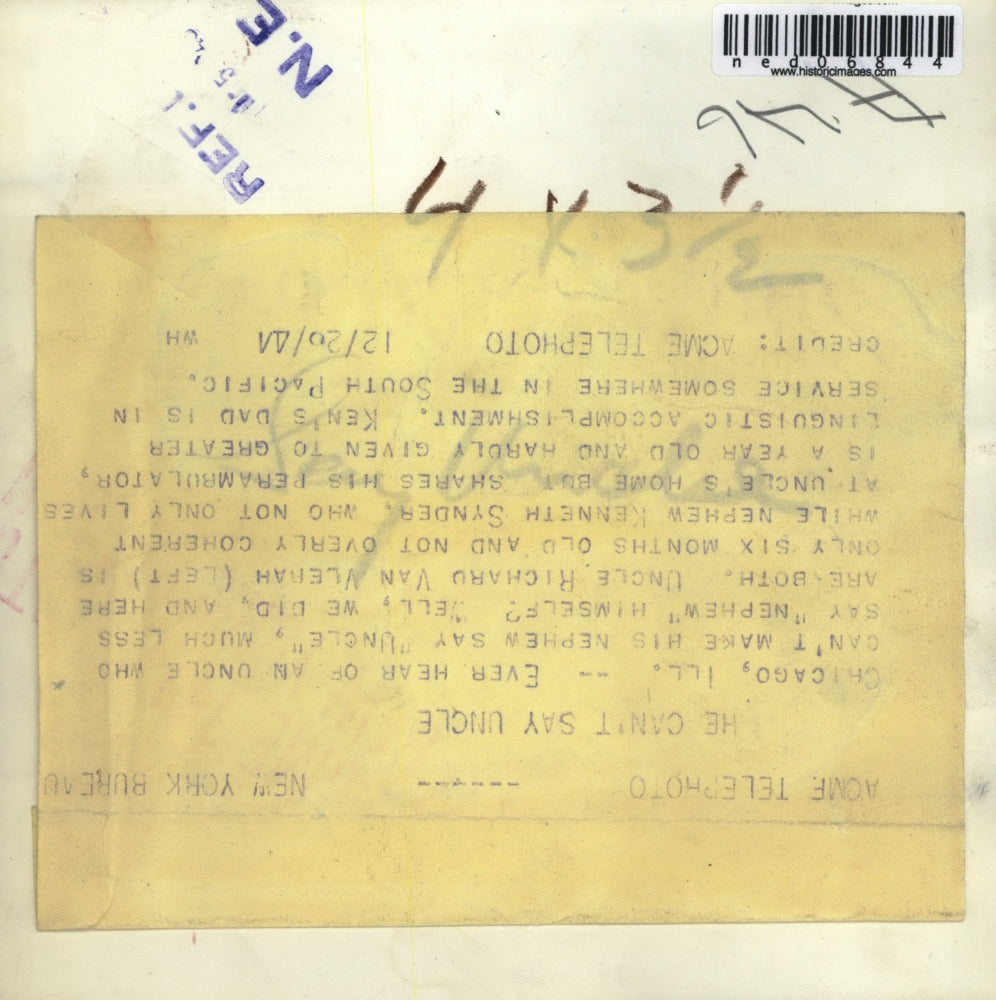 ned06844
www.historicimages.com
N.E
REF.
4 x 3 1/2
ACME TELEPHOTO ------ NEW YORK BUREAU
HE CAN'T SAY UNCLE
CHICAGO, ILL. -- EVER HEAR OF AN UNCLE WHO
CAN'T MAKE HIS NEPHEW SAY "UNCLE", MUCH LESS
SAY "NEPHEW" HIMSELF? WELL, WE DID, AND HERE
ARE BOTH. UNCLE RICHARD VAN VLERAH (LEFT) IS
ONLY SIX MONTHS OLD AND NOT OVERLY COHERENT
WHILE NEPHEW KENNETH SYNDER, WHO NOT ONLY LIVES
AT UNCLE'S HOME BUT SHARES HIS PERAMBULATOR,
IS A YEAR OLD AND HARDLY GIVEN TO GREATER
LINGUISTIC ACCOMPLISHMENT. KEN'S DAD IS IN
SERVICE SOMEWHERE IN THE SOUTH PACIFIC.
CREDIT: ACME TELEPHOTO 12/20/44 WH